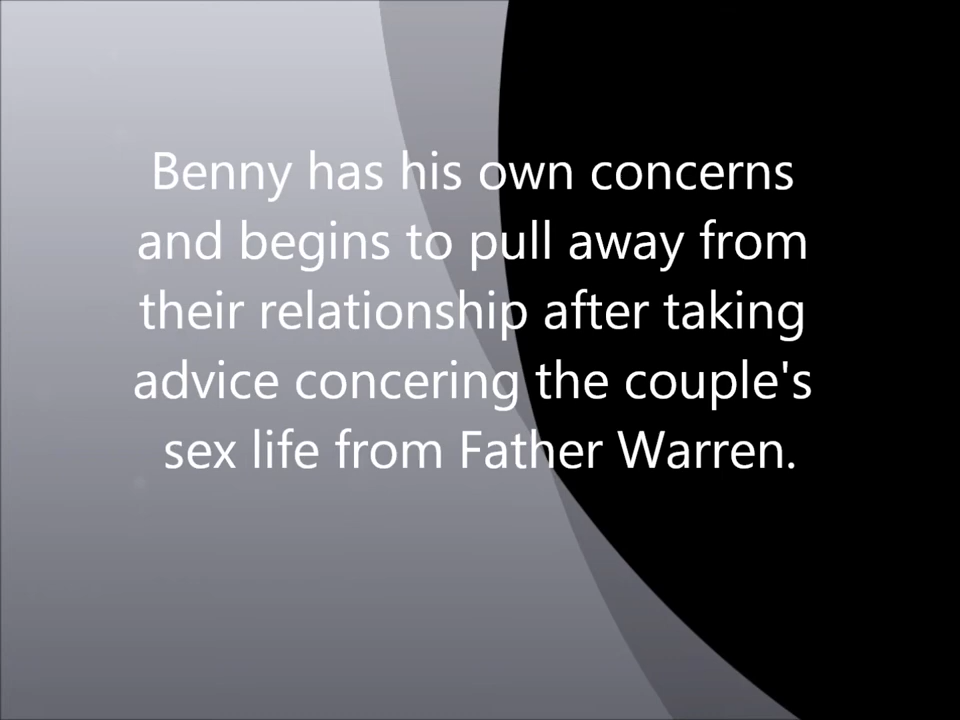 Benny has his own concerns
and begins to pull away from
their relationship after taking
advice concering the couple's
sex life from Father Warren.